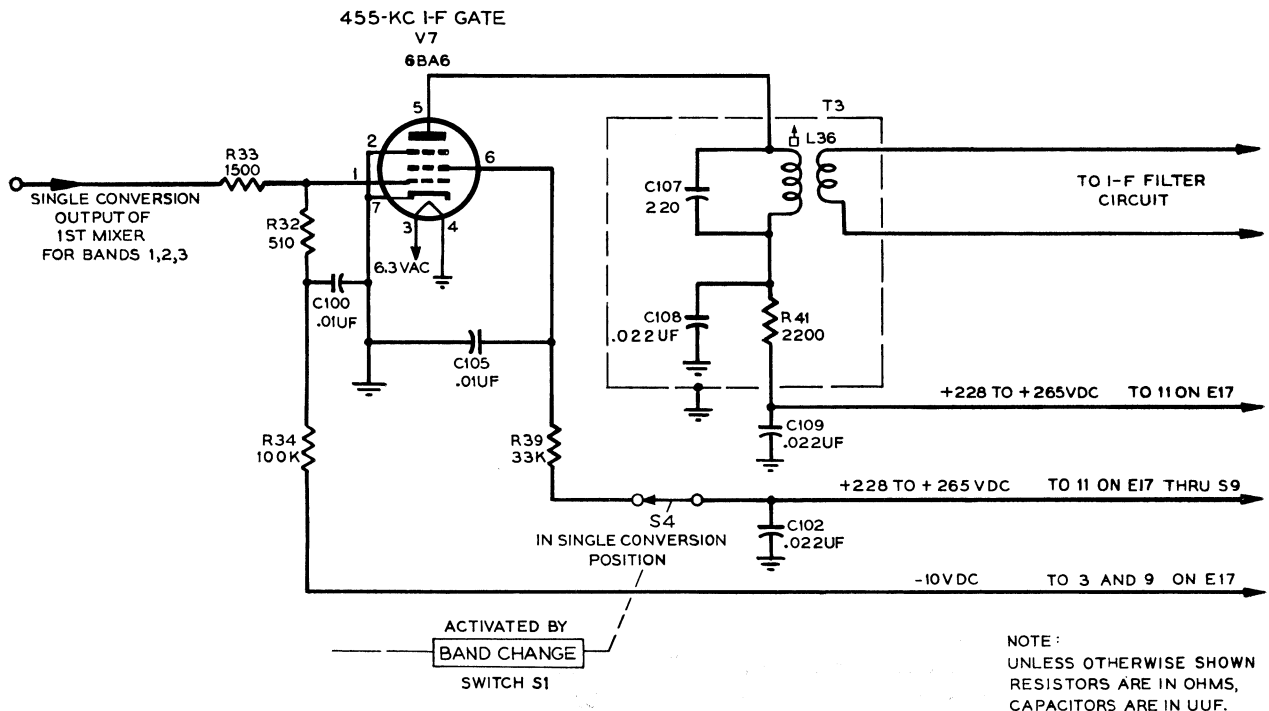 455-KC I-F GATE
V7
6BA6
5
2
6
1
7
3
4
6.3VAC
R33
1500
SINGLE CONVERSION
OUTPUT OF
1ST MIXER
FOR BANDS 1,2,3
R32
510
C100
.01UF
C105
.01UF
R34
100K
R39
33K
T3
L36
C107
220
C108
.022UF
R41
2200
TO I-F FILTER
CIRCUIT
+228 TO +265VDC TO 11 ON E17
C109
.022UF
+228 TO +265 VDC TO 11 ON E17 THRU S9
S4
IN SINGLE CONVERSION
POSITION
C102
.022UF
-10VDC TO 3 AND 9 ON E17
ACTIVATED BY
BAND CHANGE
SWITCH S1
NOTE:
UNLESS OTHERWISE SHOWN
RESISTORS ARE IN OHMS,
CAPACITORS ARE IN UUF.